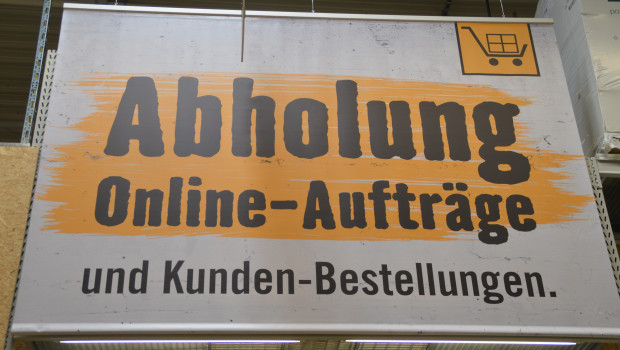 Abholung
Online-Aufträge
und Kunden-Bestellungen.